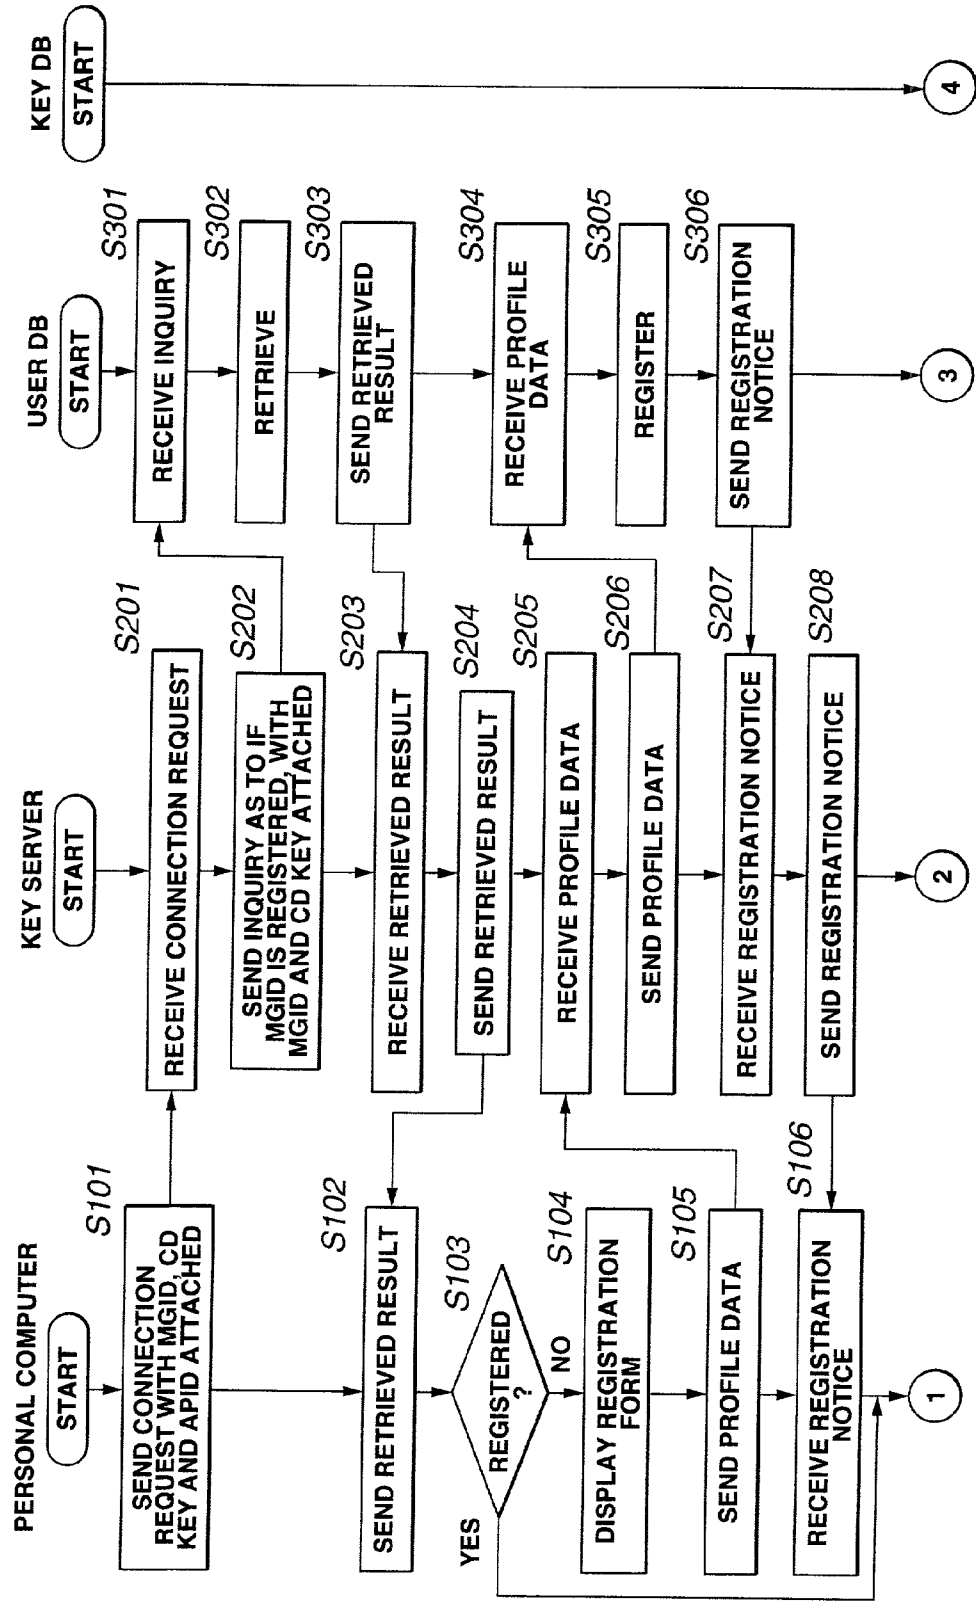 PERSONAL COMPUTER
START
S101
SEND CONNECTION
REQUEST WITH MGID, CD
KEY AND APID ATTACHED
S102
SEND RETRIEVED RESULT
S103
REGISTERED
?
YES
NO
S104
DISPLAY REGISTRATION
FORM
S105
SEND PROFILE DATA
S106
RECEIVE REGISTRATION
NOTICE
1
KEY SERVER
START
S201
RECEIVE CONNECTION REQUEST
S202
SEND INQUIRY AS TO IF
MGID IS REGISTERED, WITH
MGID AND CD KEY ATTACHED
S203
RECEIVE RETRIEVED RESULT
S204
SEND RETRIEVED RESULT
S205
RECEIVE PROFILE DATA
S206
SEND PROFILE DATA
S207
RECEIVE REGISTRATION NOTICE
S208
SEND REGISTRATION NOTICE
2
USER DB
START
S301
RECEIVE INQUIRY
S302
RETRIEVE
S303
SEND RETRIEVED
RESULT
S304
RECEIVE PROFILE
DATA
S305
REGISTER
S306
SEND REGISTRATION
NOTICE
3
KEY DB
START
4